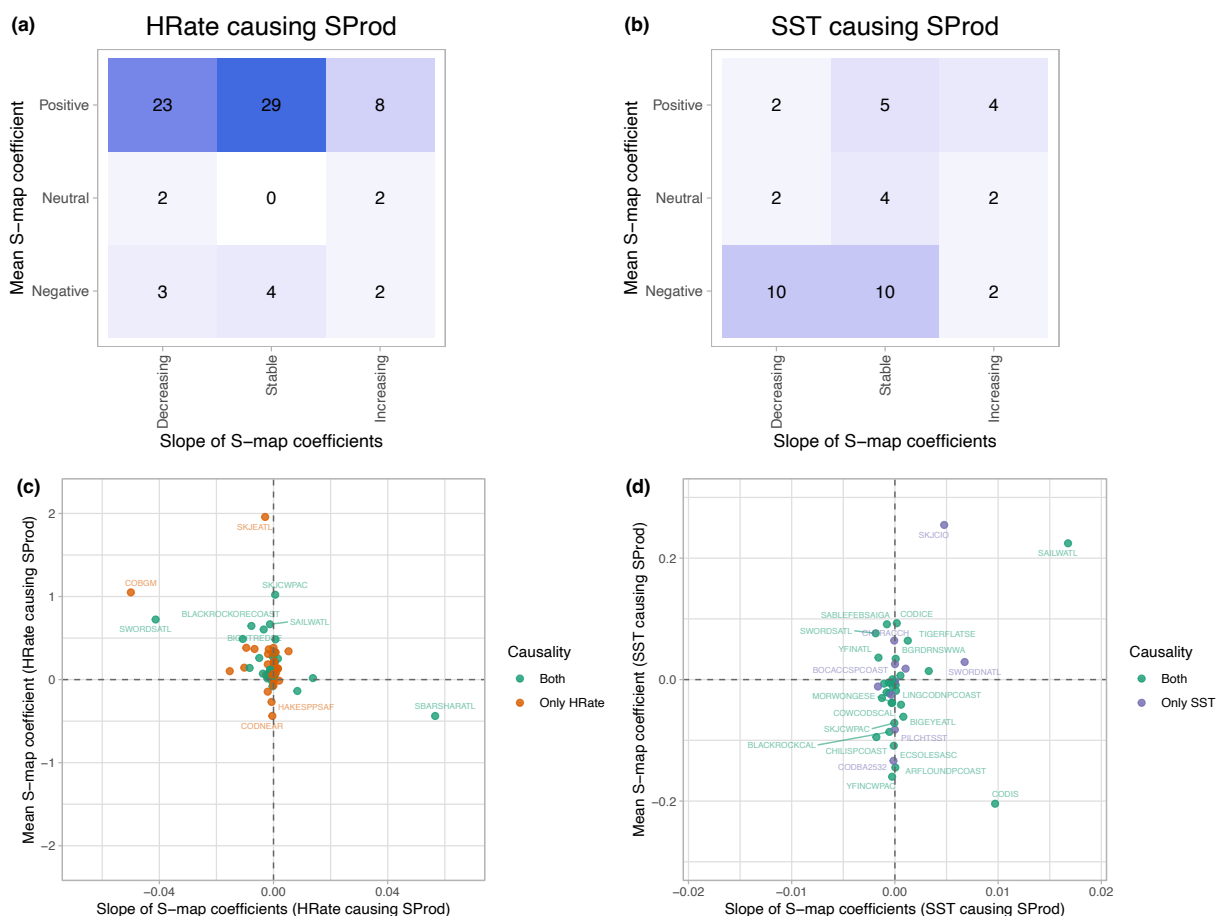 (a) HRate causing SProd
Mean S−map coefficient
Positive 23 29 8
Neutral 2 0 2
Negative 3 4 2
Decreasing Stable Increasing
Slope of S−map coefficients
(b) SST causing SProd
Mean S−map coefficient
Positive 2 5 4
Neutral 2 4 2
Negative 10 10 2
Decreasing Stable Increasing
Slope of S−map coefficients
(c)
Mean S−map coefficient (HRate causing SProd)
2
1
0
−1
−2
SKJEATL
COBGM
SKJCWPAC
BLACKROCKORECOAST
SAILWATL
SWORDSATL
HAKESPPSAF
SBARSHARATL
CODNEAR
−0.04 0.00 0.04
Slope of S−map coefficients (HRate causing SProd)
Causality
Both
Only HRate
(d)
Mean S−map coefficient (SST causing SProd)
0.2
0.0
−0.2
SKJCIO
SAILWATL
SABLEFEBSAIGA CODICE
SWORDSATL
TIGERFLATSE
YFINATL
BGRDRNSWWA
BOCACCSPCOAST
SWORDNATL
MORWONGESE
LINGCODNPCOAST
COWCODSCAL
BIGEYEATL
SKJCWPAC
PILCHTSST
BLACKROCKCAL
CHILISPCOAST
ECSOLESASC
CODBA2532
ARFLOUNDPCOAST
YFINCWPAC
CODIS
−0.02 −0.01 0.00 0.01 0.02
Slope of S−map coefficients (SST causing SProd)
Causality
Both
Only SST